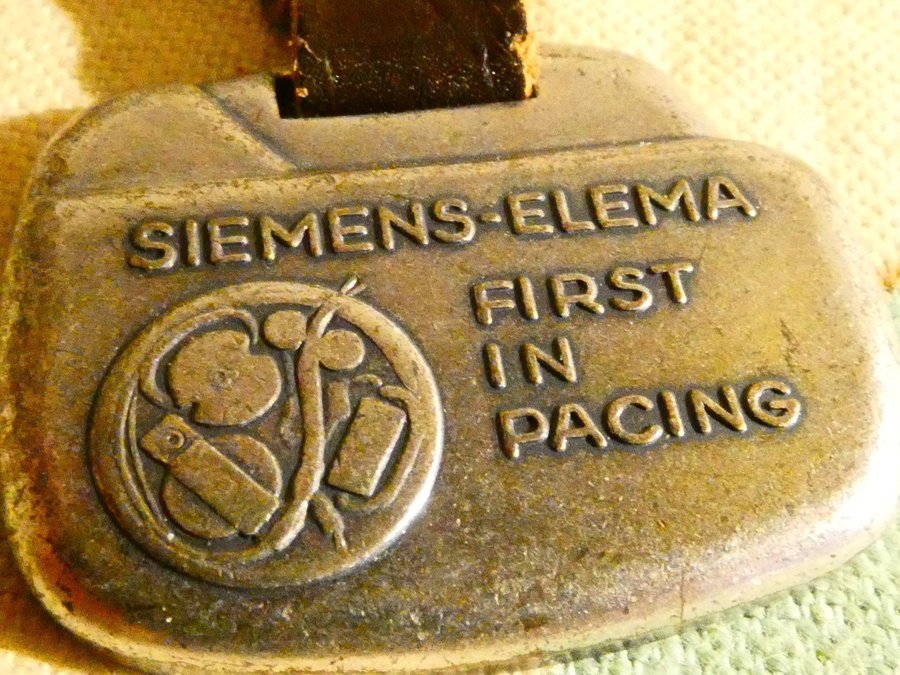 SIEMENS-ELEMA
FIRST
IN
PACING